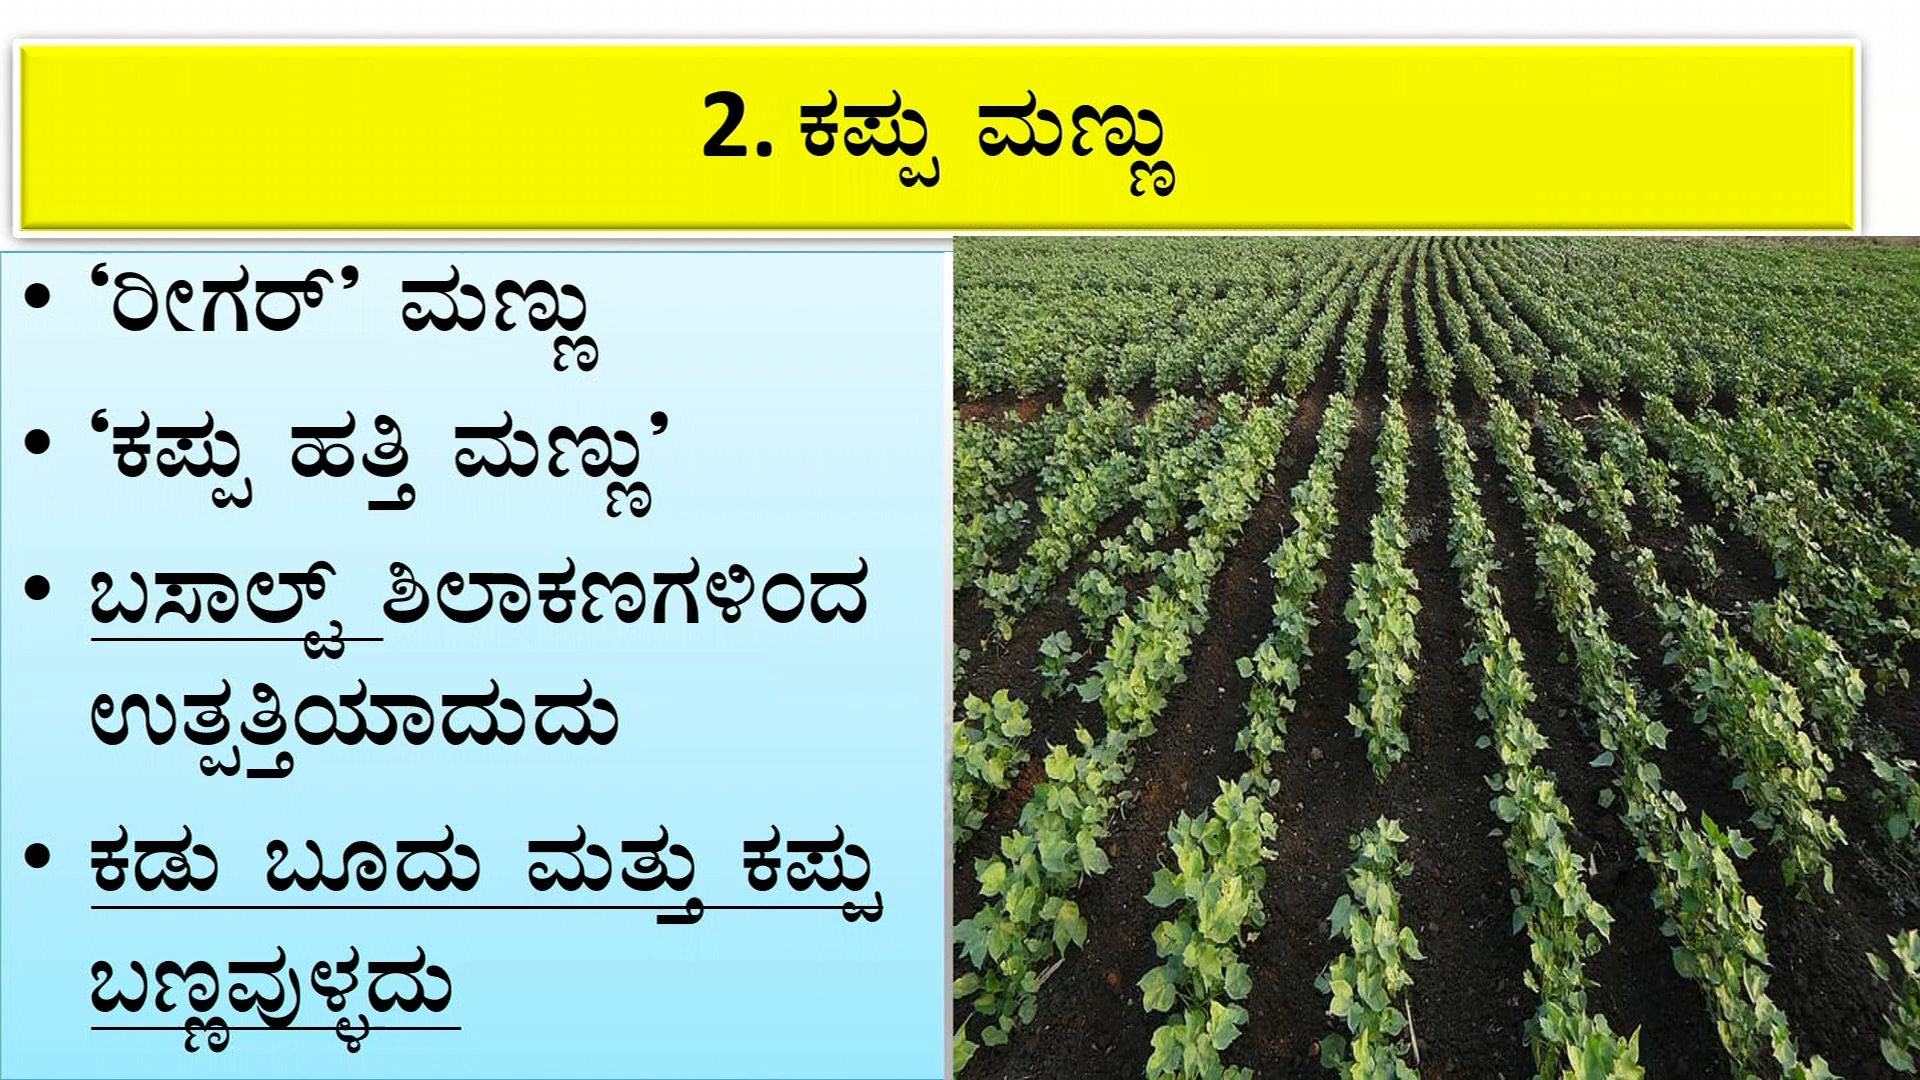 2. ಕಪ್ಪು ಮಣ್ಣು
• ‘ರೀಗರ್’ ಮಣ್ಣು
• ‘ಕಪ್ಪು ಹತ್ತಿ ಮಣ್ಣು’
• ಬಸಾಲ್ಟ್ ಶಿಲಾಕಣಗಳಿಂದ
ಉತ್ಪತ್ತಿಯಾದುದು
• ಕಡು ಬೂದು ಮತ್ತು ಕಪ್ಪು
ಬಣ್ಣವುಳ್ಳದು